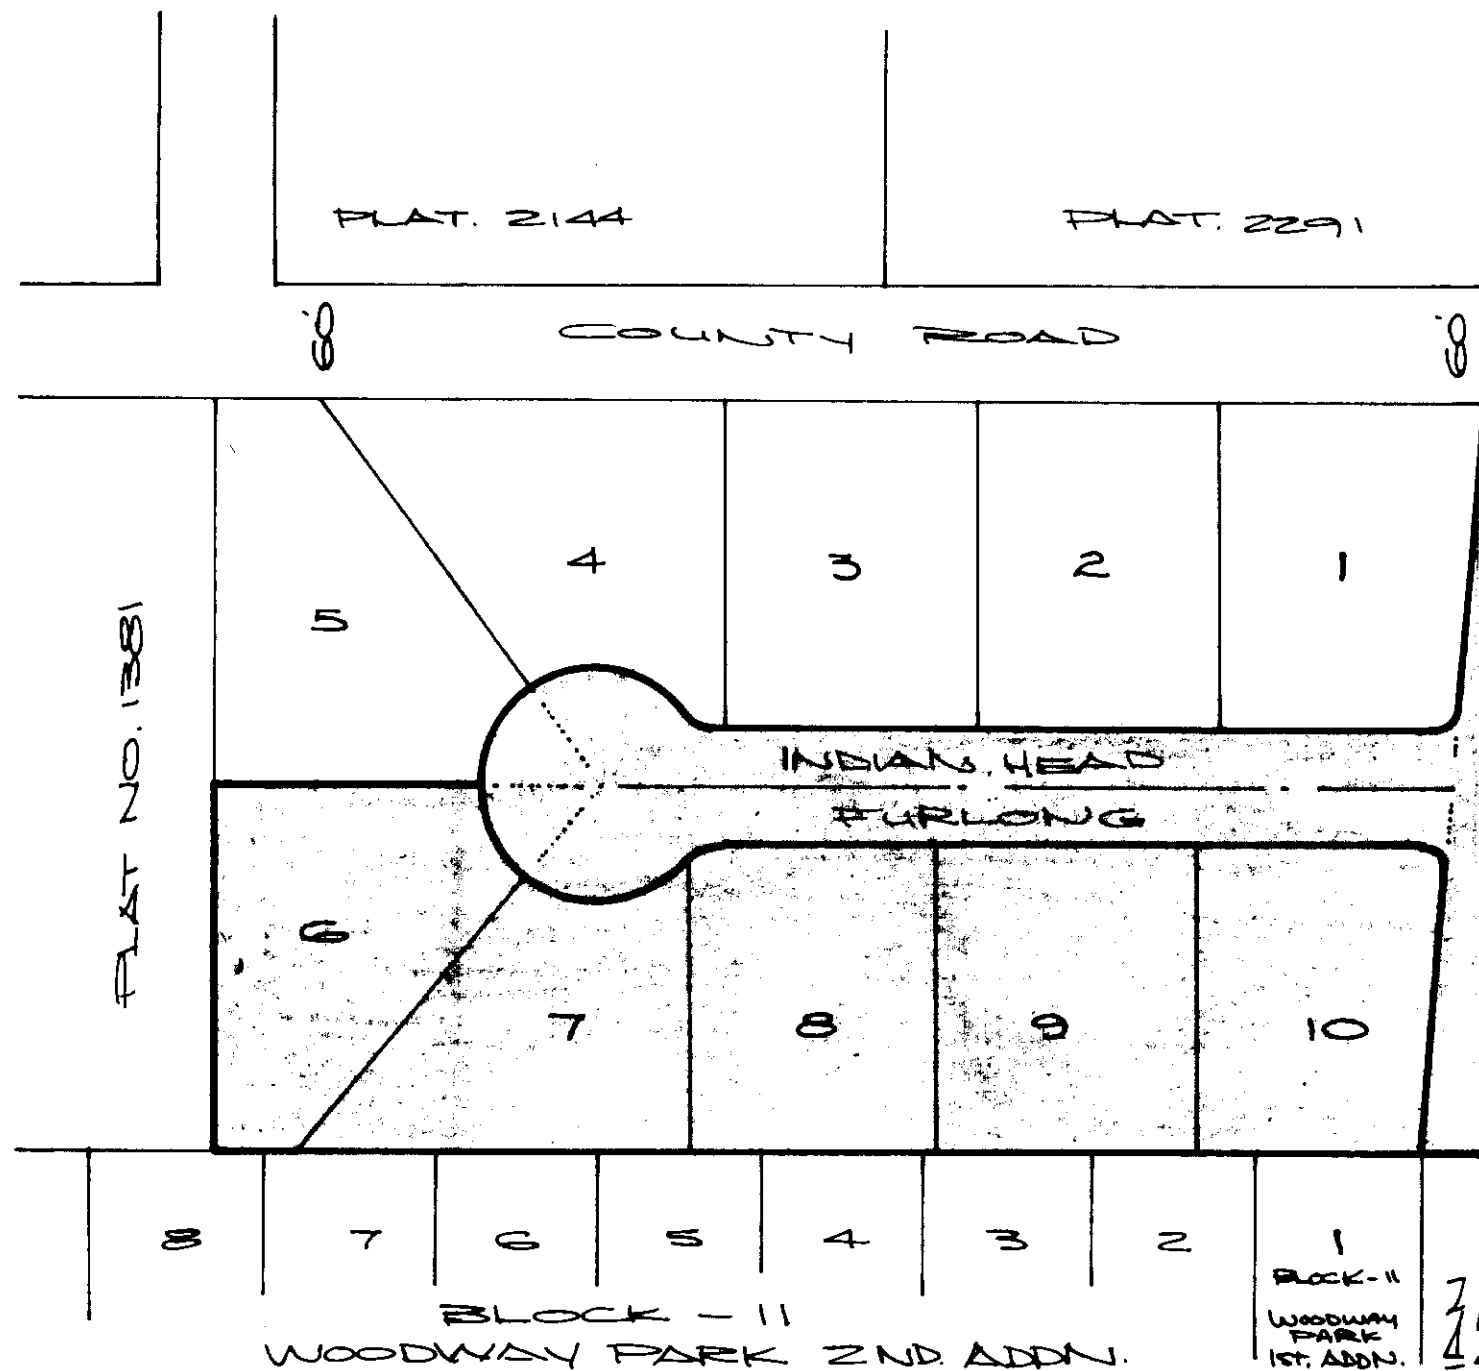 PLAT. 2144
PLAT. 2291
60'
COUNTY ROAD
60'
4
3
2
1
5
PLAT NO. 1381
INDIAN. HEAD
FURLONG
6
7
8
9
10
8
7
6
5
4
3
2
1
BLOCK-11
WOODWAY
PARK
1ST. ADDN.
BLOCK - 11
WOODWAY PARK 2ND. ADDN.